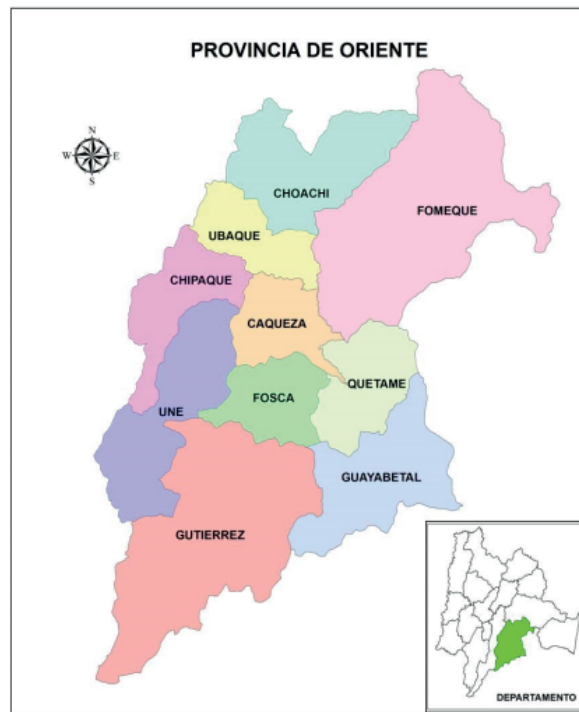 PROVINCIA DE ORIENTE
N
W E
S
CHOACHI
FOMEQUE
UBAQUE
CHIPAQUE
CAQUEZA
QUETAME
FOSCA
UNE
GUAYABETAL
GUTIERREZ
DEPARTAMENTO